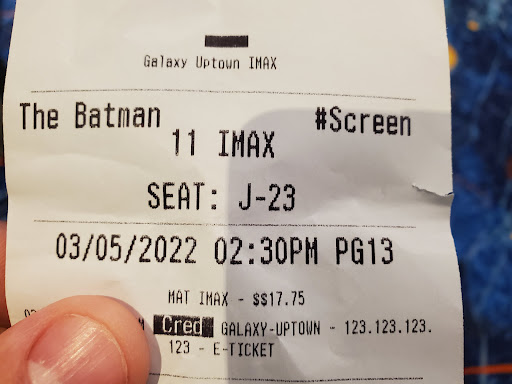 Galaxy Uptown IMAX
The Batman #Screen
11 IMAX
SEAT: J-23
03/05/2022 02:30PM PG13
MAT IMAX - $$17.75
Cred GALAXY-UPTOWN - 123.123.123.
123 - E-TICKET